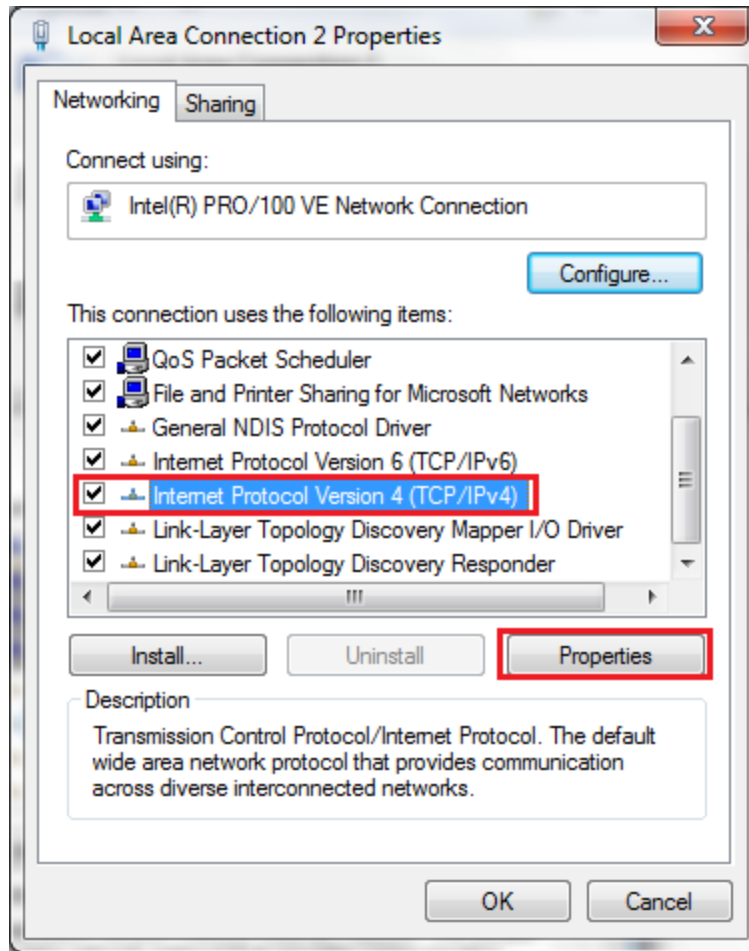 Local Area Connection 2 Properties
Networking
Sharing
Connect using:
Intel(R) PRO/100 VE Network Connection
Configure...
This connection uses the following items:
QoS Packet Scheduler
File and Printer Sharing for Microsoft Networks
General NDIS Protocol Driver
Internet Protocol Version 6 (TCP/IPv6)
Internet Protocol Version 4 (TCP/IPv4)
Link-Layer Topology Discovery Mapper I/O Driver
Link-Layer Topology Discovery Responder
Install...
Uninstall
Properties
Description
Transmission Control Protocol/Internet Protocol. The default
wide area network protocol that provides communication
across diverse interconnected networks.
OK
Cancel